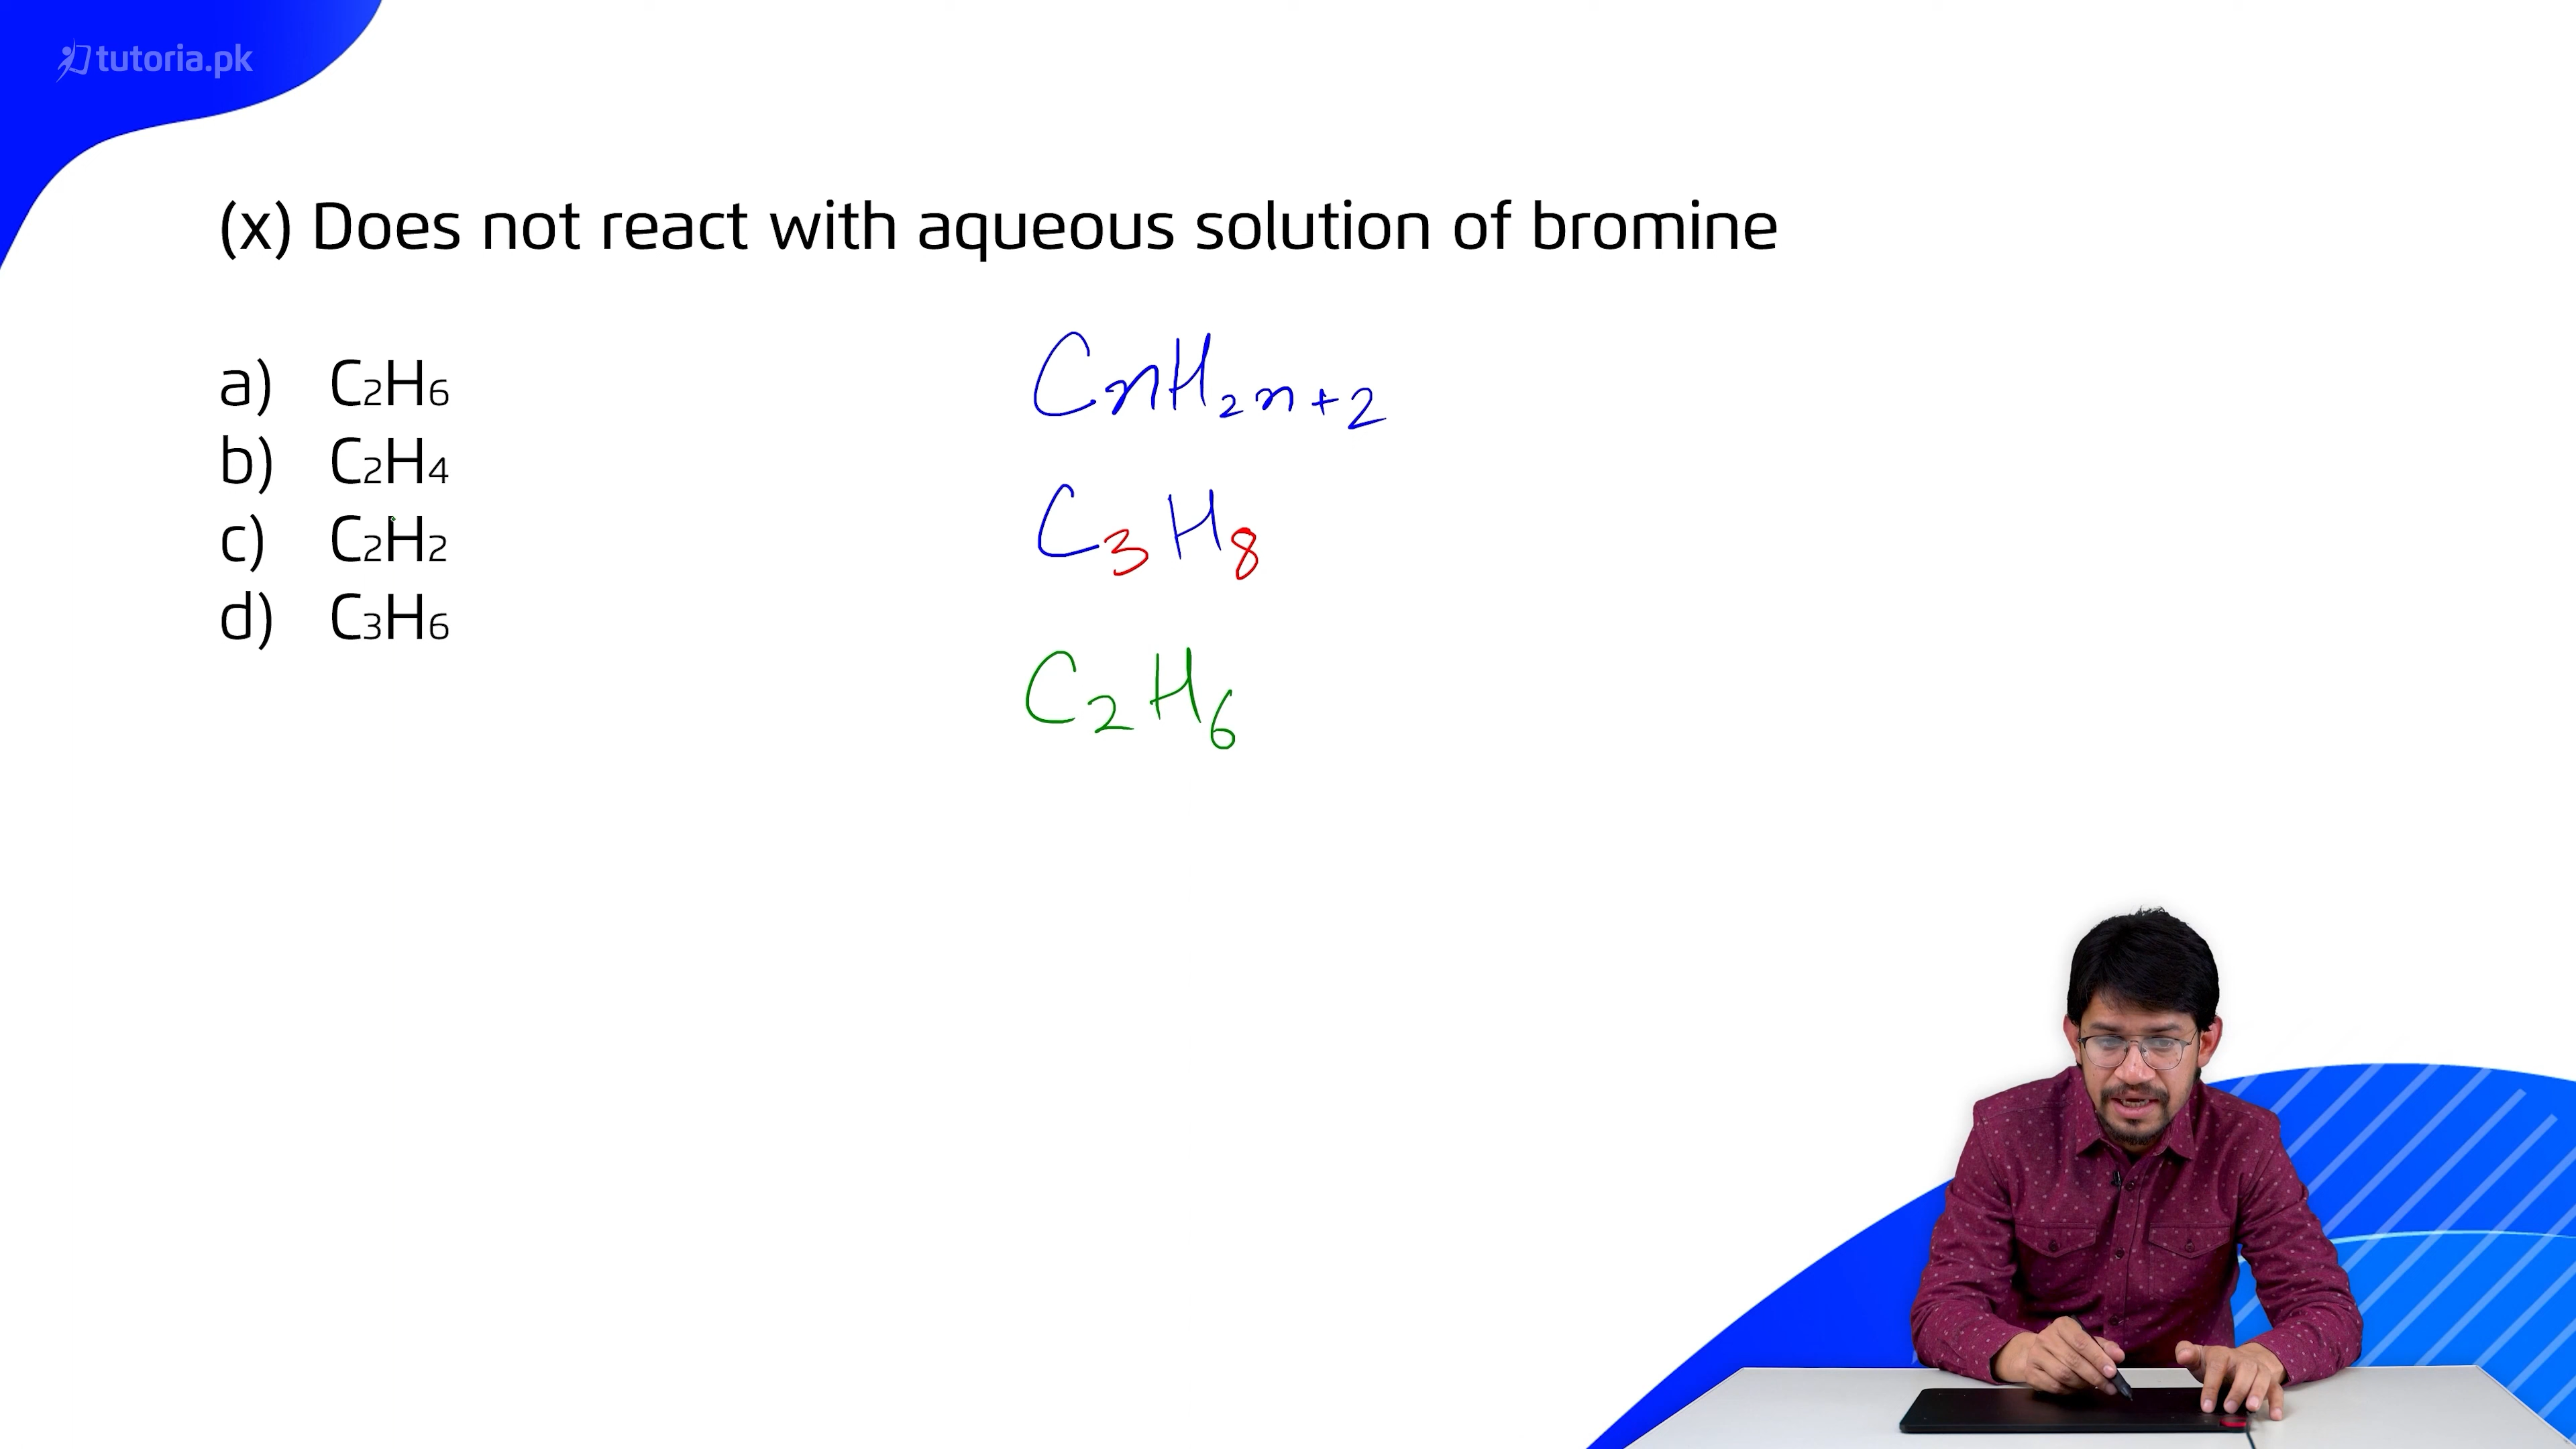 tutoria.pk
(x) Does not react with aqueous solution of bromine
a) C₂H₆
b) C₂H₄
c) C₂H₂
d) C₃H₆
CnH₂n+2
C₃H₈
C₂H₆